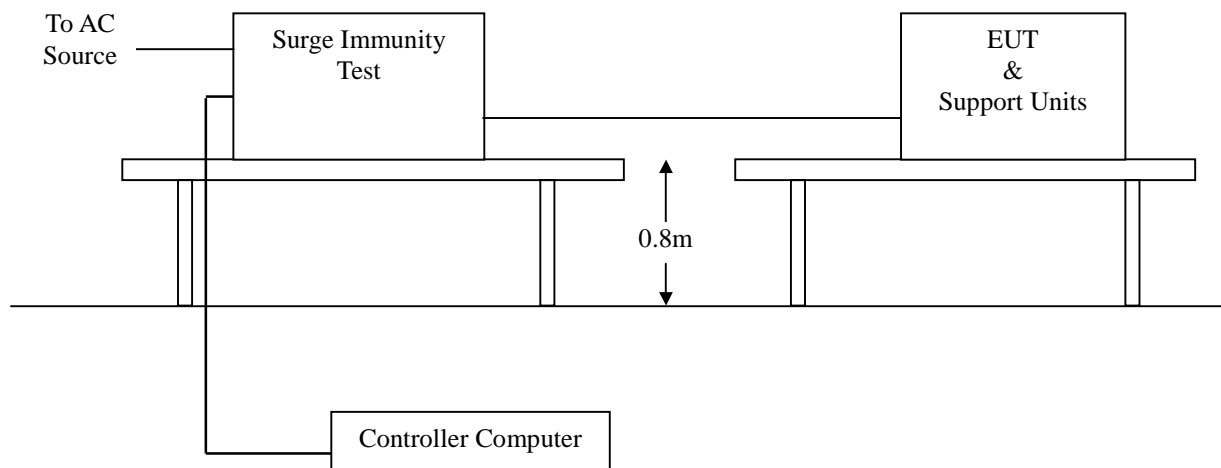 To AC
Source
Surge Immunity
Test
EUT
&
Support Units
0.8m
Controller Computer